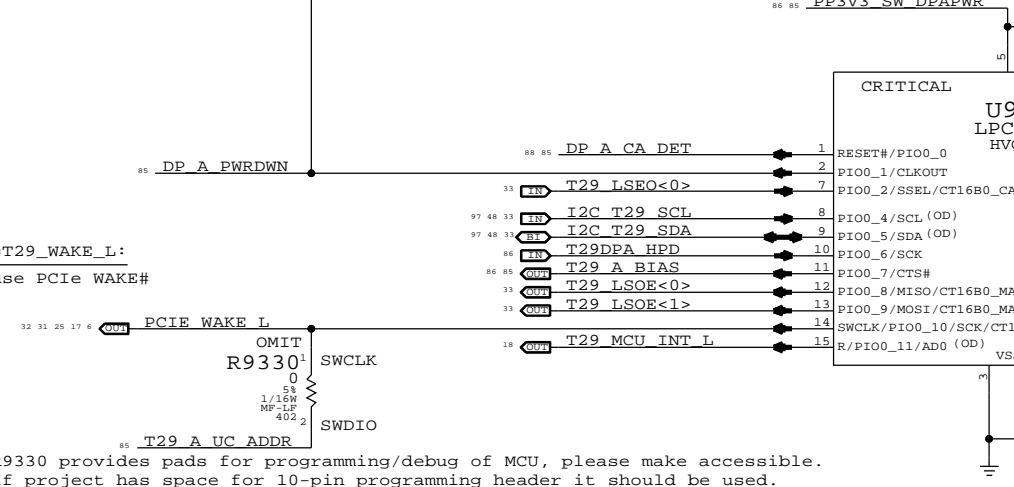 86 85 PP3V3_SW_DPAPWR
5
CRITICAL
U9
LPC
HVQ
88 85 DP_A_CA_DET 1 RESET#/PIO0_0
85 DP_A_PWRDWN 2 PIO0_1/CLKOUT
33 IN T29_LSEO<0> 7 PIO0_2/SSEL/CT16B0_CA
97 48 33 IN I2C_T29_SCL 8 PIO0_4/SCL (OD)
97 48 33 BI I2C_T29_SDA 9 PIO0_5/SDA (OD)
T29_WAKE_L: 86 IN T29DPA_HPD 10 PIO0_6/SCK
86 85 OUT T29_A_BIAS 11 PIO0_7/CTS#
use PCIe WAKE#
33 OUT T29_LSOE<0> 12 PIO0_8/MISO/CT16B0_MA
33 OUT T29_LSOE<1> 13 PIO0_9/MOSI/CT16B0_MA
32 31 25 17 6 OUT PCIE_WAKE_L 14 SWCLK/PIO0_10/SCK/CT1
18 OUT T29_MCU_INT_L 15 R/PIO0_11/AD0 (OD)
VSS
OMIT
R9330 1 SWCLK
0
5%
1/16W
MF-LF
402 2
SWDIO
3
85 T29_A_UC_ADDR
R9330 provides pads for programming/debug of MCU, please make accessible.
If project has space for 10-pin programming header it should be used.